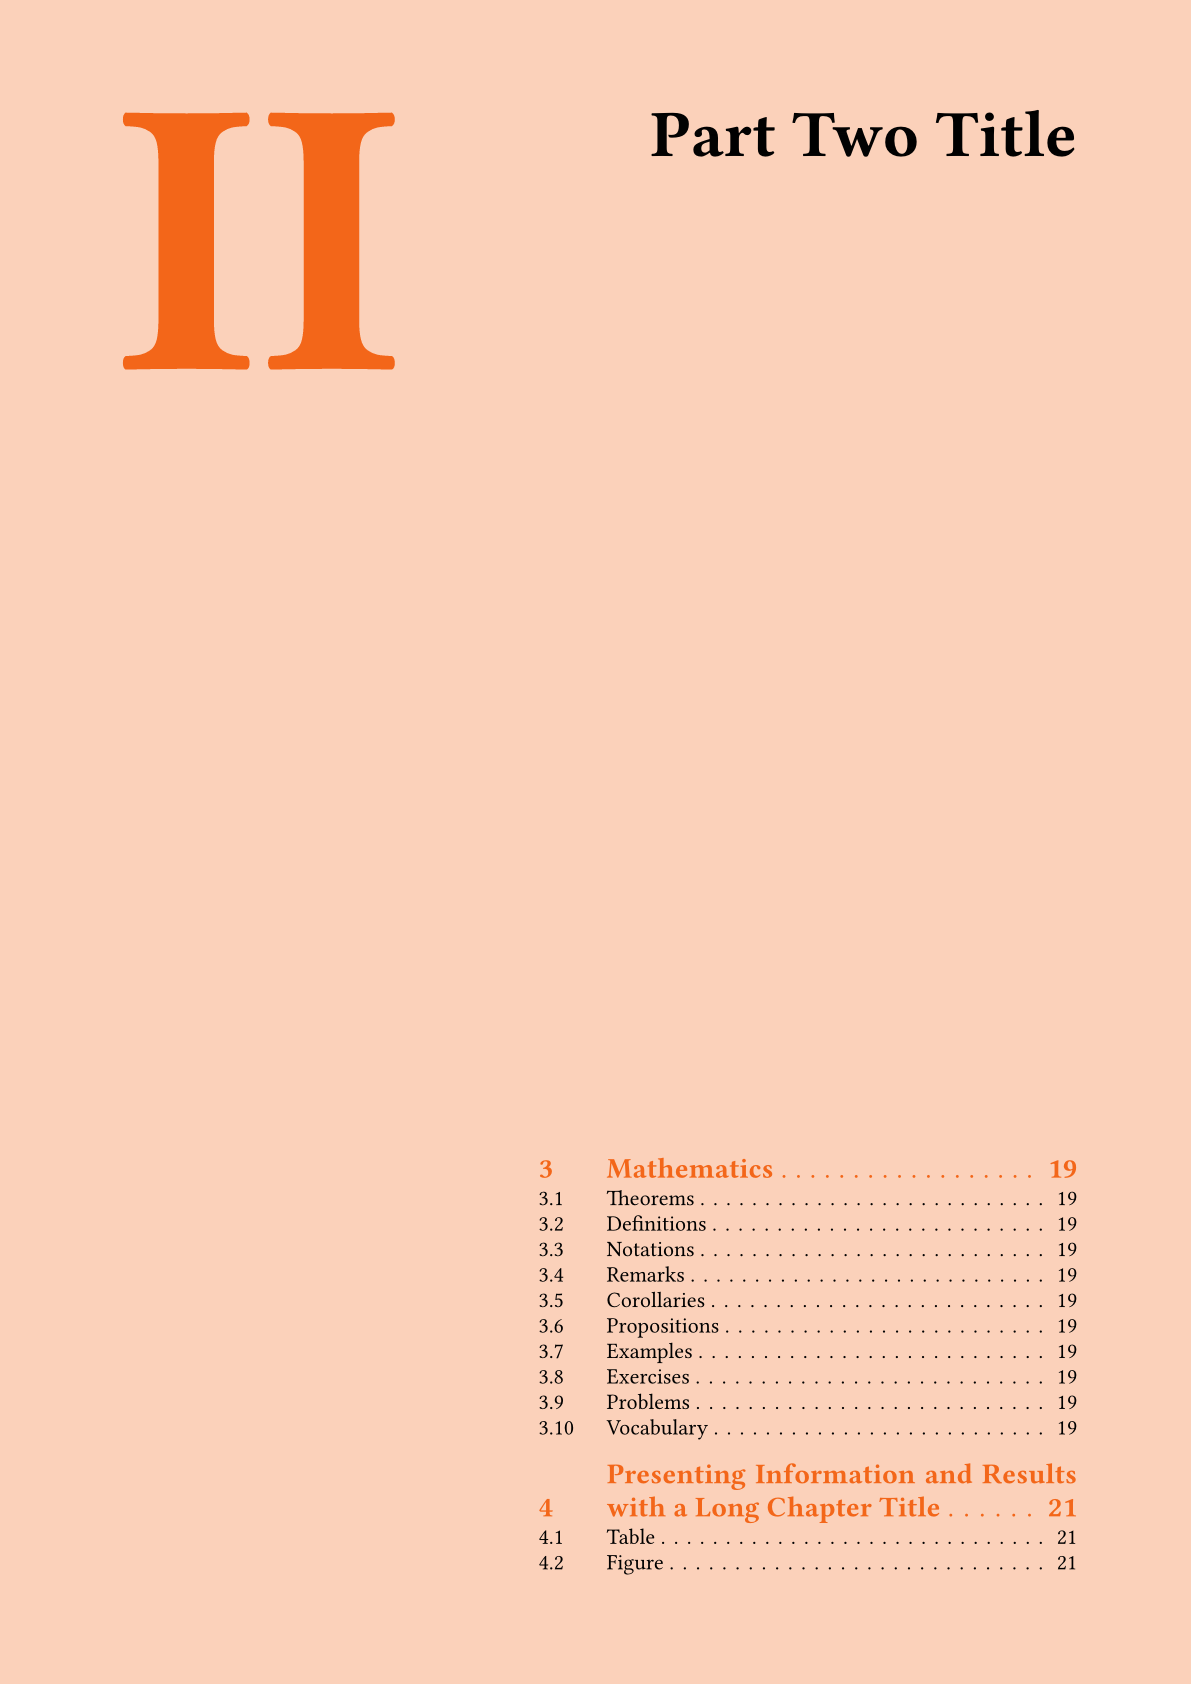 II
Part Two Title
3 Mathematics . . . . . . . . . . . . . . . . . . 19
3.1 Theorems . . . . . . . . . . . . . . . . . . . . . . . . . . . 19
3.2 Definitions . . . . . . . . . . . . . . . . . . . . . . . . . . 19
3.3 Notations . . . . . . . . . . . . . . . . . . . . . . . . . . . 19
3.4 Remarks . . . . . . . . . . . . . . . . . . . . . . . . . . . . 19
3.5 Corollaries . . . . . . . . . . . . . . . . . . . . . . . . . . 19
3.6 Propositions . . . . . . . . . . . . . . . . . . . . . . . . . 19
3.7 Examples . . . . . . . . . . . . . . . . . . . . . . . . . . . 19
3.8 Exercises . . . . . . . . . . . . . . . . . . . . . . . . . . . 19
3.9 Problems . . . . . . . . . . . . . . . . . . . . . . . . . . . 19
3.10 Vocabulary . . . . . . . . . . . . . . . . . . . . . . . . . . 19
Presenting Information and Results
4 with a Long Chapter Title . . . . . . 21
4.1 Table . . . . . . . . . . . . . . . . . . . . . . . . . . . . . . 21
4.2 Figure . . . . . . . . . . . . . . . . . . . . . . . . . . . . . 21